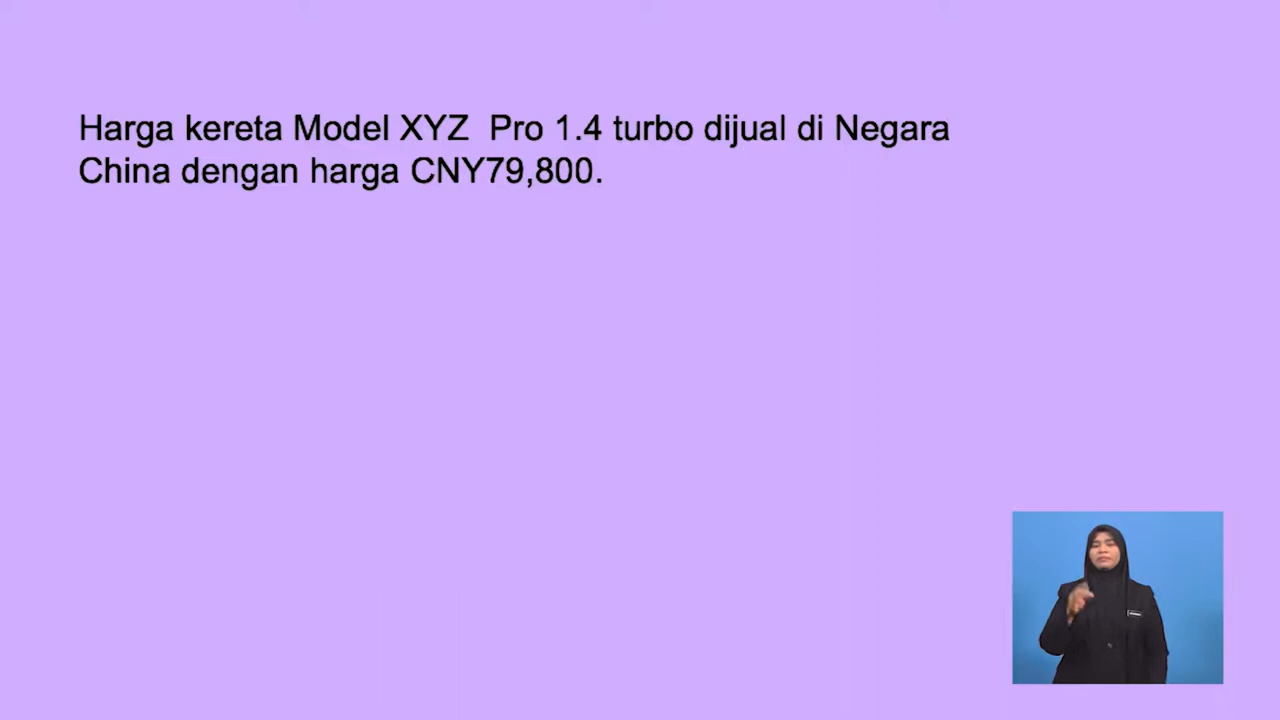 Harga kereta Model XYZ Pro 1.4 turbo dijual di Negara
China dengan harga CNY79,800.